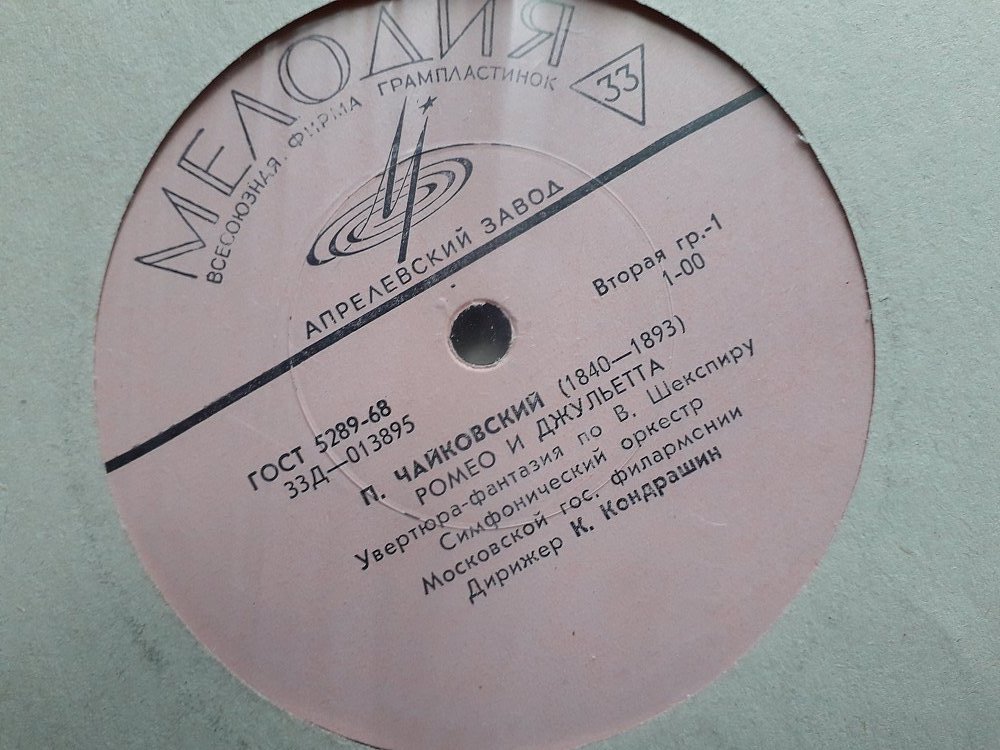 МЕЛОДИЯ
ВСЕСОЮЗНАЯ ФИРМА ГРАМПЛАСТИНОК
33
АПРЕЛЕВСКИЙ ЗАВОД
Вторая гр.-1
1-00
ГОСТ 5289-68
33Д—013895
П. ЧАЙКОВСКИЙ (1840—1893)
РОМЕО И ДЖУЛЬЕТТА
Увертюра-фантазия по В. Шекспиру
Симфонический оркестр
Московской гос. филармонии
Дирижер К. Кондрашин